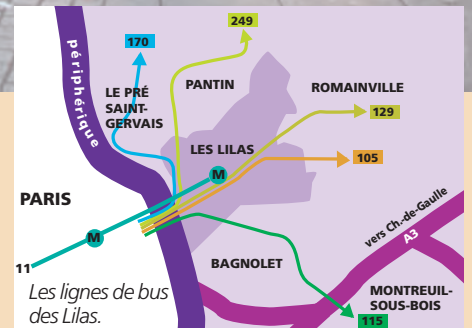 249
170
périphérique
PANTIN
ROMAINVILLE
LE PRÉ
SAINT-
GERVAIS
129
LES LILAS
105
M
PARIS
M
vers Ch.-de-Gaulle
A3
BAGNOLET
11
Les lignes de bus
des Lilas.
MONTREUIL-
SOUS-BOIS
115